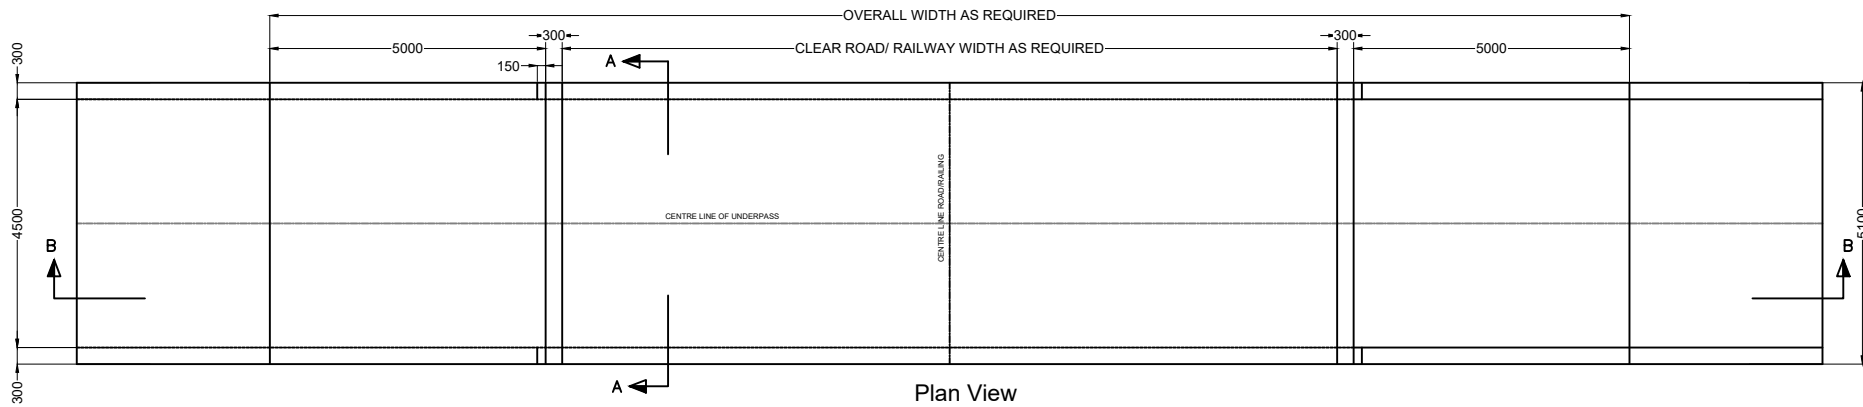 OVERALL WIDTH AS REQUIRED
300
300
300
5000
CLEAR ROAD/ RAILWAY WIDTH AS REQUIRED
5000
150
A
CENTRE LINE ROAD/RAILING
CENTRE LINE OF UNDERPASS
4500
5100
B
B
300
A
Plan View